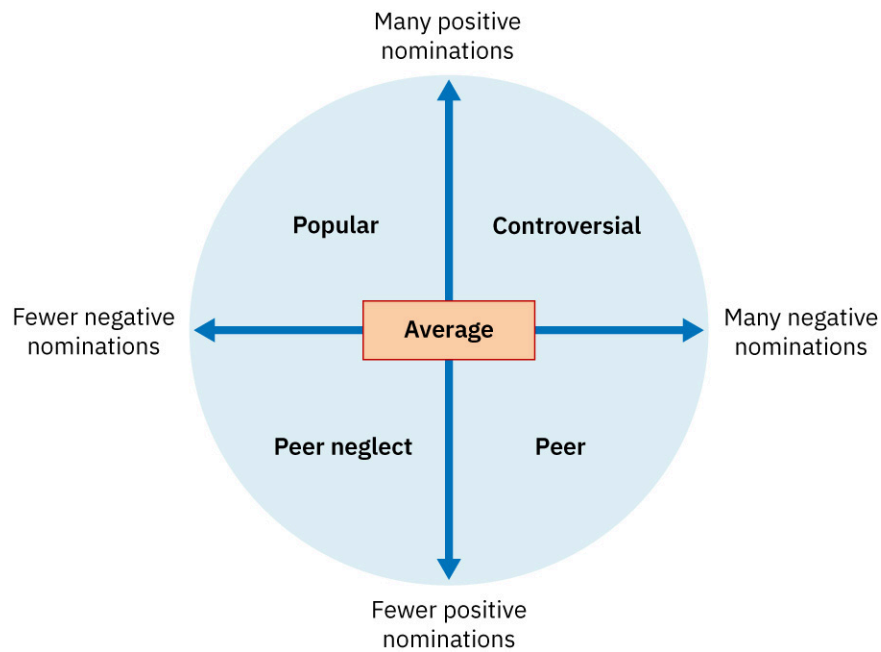 Many positive
nominations
Popular
Controversial
Fewer negative
nominations
Average
Many negative
nominations
Peer neglect
Peer
Fewer positive
nominations